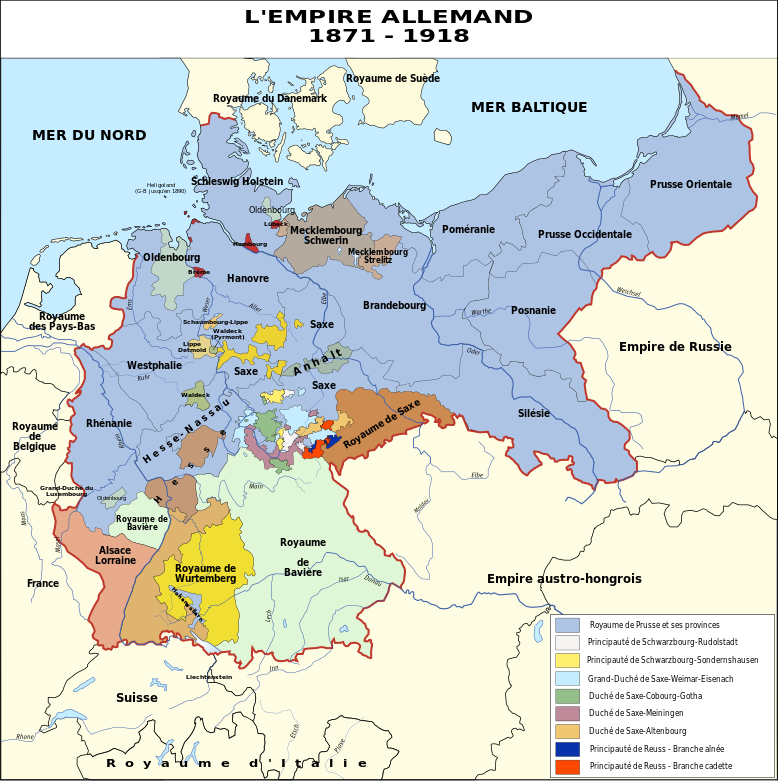 L'EMPIRE ALLEMAND
1871 - 1918
Royaume de Suède
Royaume du Danemark
MER BALTIQUE
MER DU NORD
Memel
Heligoland
(G-B jusqu'en 1890)
Schleswig Holstein
Prusse Orientale
Oldenbourg
Lübeck
Mecklembourg
Schwerin
Poméranie
Prusse Occidentale
Hambourg
Mecklembourg
Strelitz
Oldenbourg
Brême
Hanovre
Weichsel
Ems
Weser
Aller
Elbe
Brandebourg
Warthe
Posnanie
Royaume
des Pays-Bas
Schaumbourg-Lippe
Waldeck
(Pyrmont)
Saxe
Empire de Russie
Lippe
Detmold
Anhalt
Oder
Westphalie
Saxe
Ruhr
Saxe
Waldeck
Silésie
Rhénanie
Hesse-Nassau
Royaume de Saxe
Royaume
de
Belgique
Rhein
Hesse
Elbe
Grand-Duché du
Luxembourg
Oldenbourg
Main
Moldau
Maas
Royaume de
Bavière
Mosel
Alsace
Lorraine
Royaume
de
Bavière
Royaume de
Wurtemberg
France
Isar
Donau
Empire austro-hongrois
Hohenzollern
Lech
Inn
Liechtenstein
Suisse
Rhone
Etsch
Piave
Royaume d'Italie
Royaume de Prusse et ses provinces
Principauté de Schwarzbourg-Rudolstadt
Principauté de Schwarzbourg-Sondernshausen
Grand-Duché de Saxe-Weimar-Eisenach
Duché de Saxe-Cobourg-Gotha
Duché de Saxe-Meiningen
Duché de Saxe-Altenbourg
Principauté de Reuss - Branche aînée
Principauté de Reuss - Branche cadette